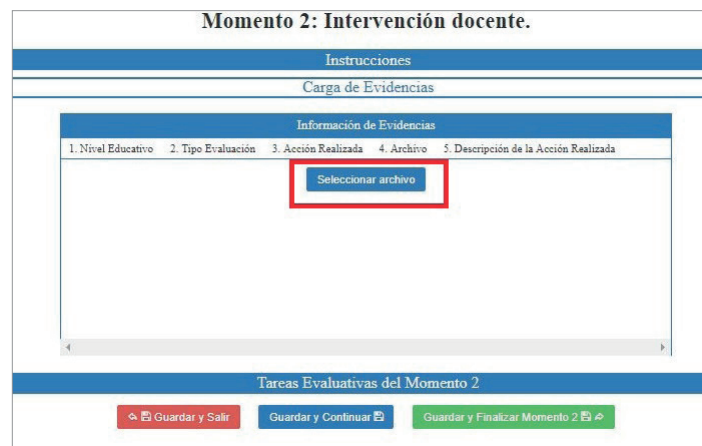 Momento 2: Intervención docente.
Instrucciones
Carga de Evidencias
Información de Evidencias
1. Nivel Educativo 2. Tipo Evaluación 3. Acción Realizada 4. Archivo 5. Descripción de la Acción Realizada
Seleccionar archivo
Tareas Evaluativas del Momento 2
Guardar y Salir Guardar y Continuar Guardar y Finalizar Momento 2